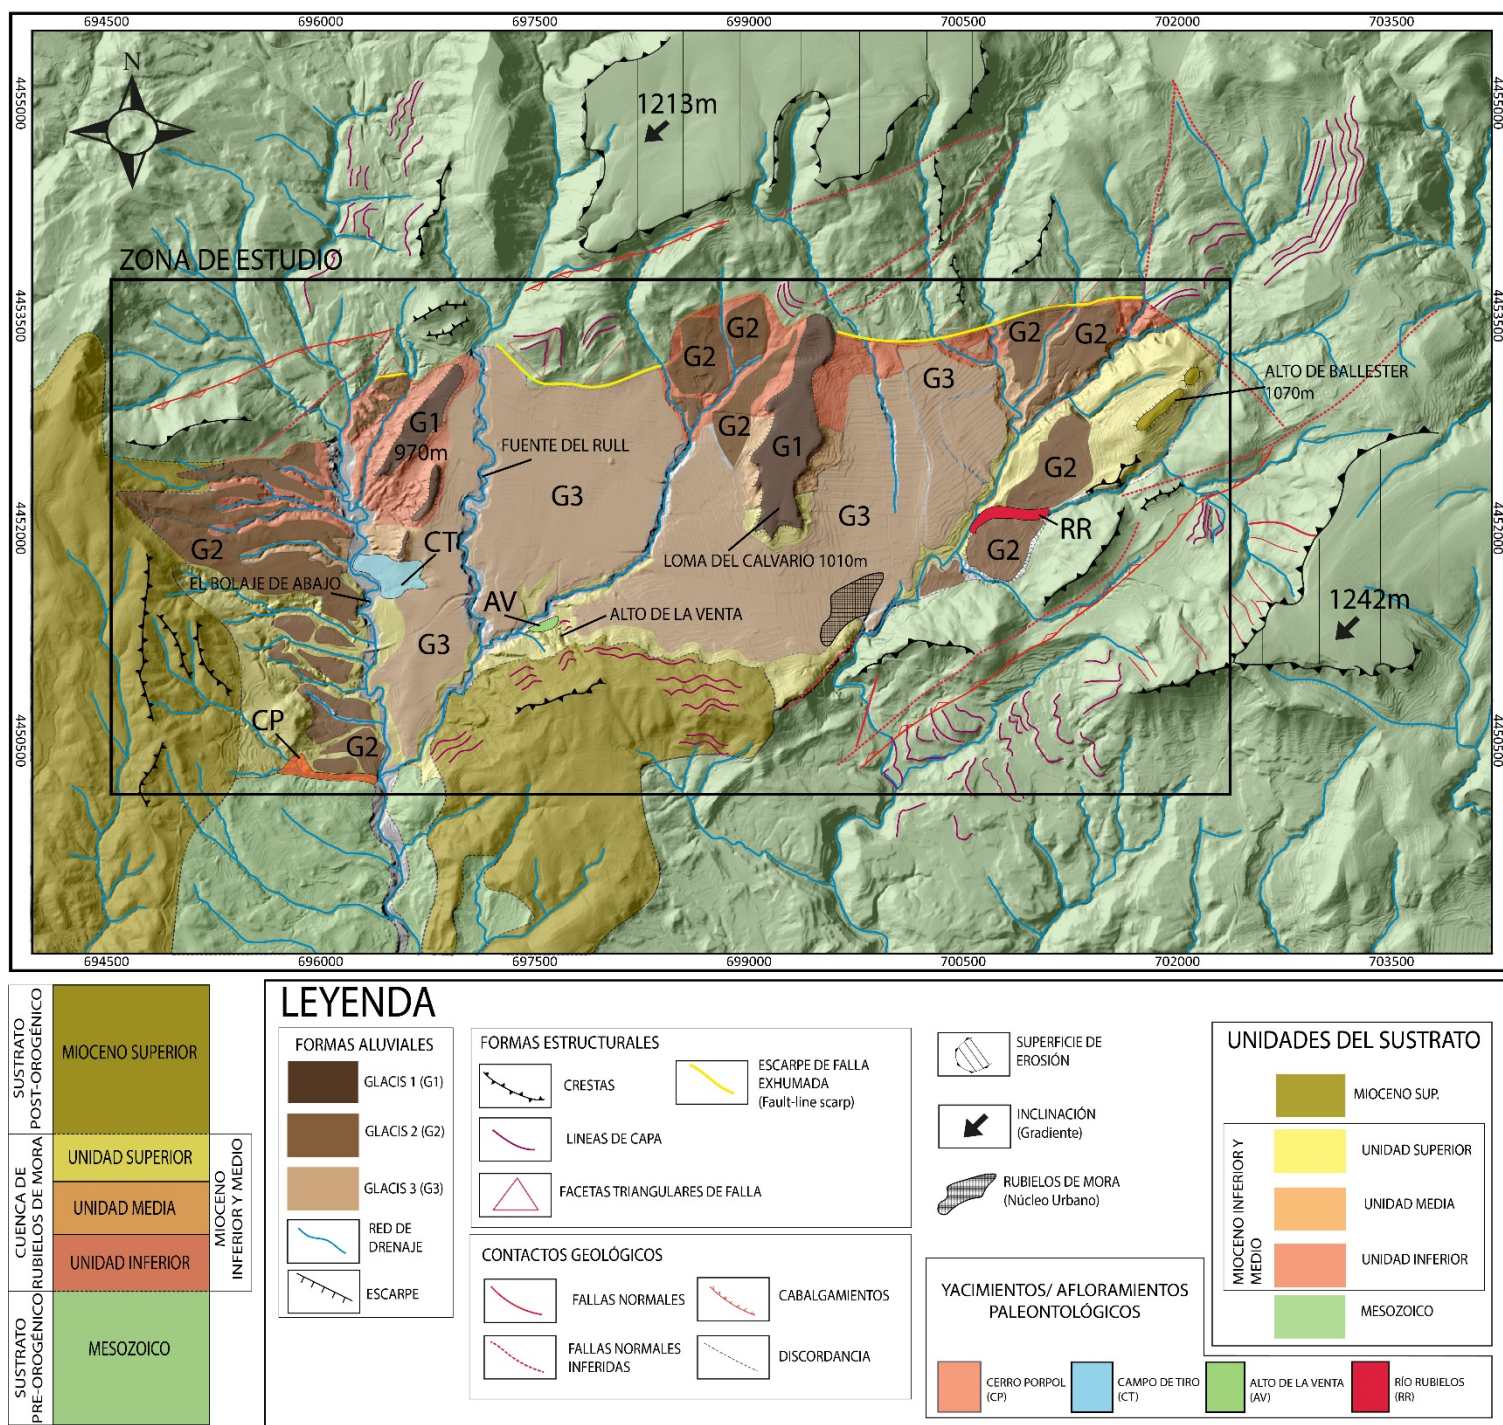 694500 696000 697500 699000 700500 702000 703500
4455000
4455000
N
1213m
ZONA DE ESTUDIO
4453500
4453500
G2
G2
G2
G2
G3
ALTO DE BALLESTER
1070m
G1
970m
G2
G1
FUENTE DEL RULL
G2
G3
G3
4452000
4452000
RR
CT
G2
G2
LOMA DEL CALVARIO 1010m
EL BOLAJE DE ABAJO
AV
ALTO DE LA VENTA
1242m
G3
CP
G2
4450500
4450500
694500 696000 697500 699000 700500 702000 703500
SUSTRATO
POST-OROGÉNICO
MIOCENO SUPERIOR
CUENCA DE
RUBIELOS DE MORA
UNIDAD SUPERIOR
UNIDAD MEDIA
UNIDAD INFERIOR
MIOCENO
INFERIOR Y MEDIO
SUSTRATO
PRE-OROGÉNICO
MESOZOICO
LEYENDA
FORMAS ALUVIALES
GLACIS 1 (G1)
GLACIS 2 (G2)
GLACIS 3 (G3)
RED DE
DRENAJE
ESCARPE
FORMAS ESTRUCTURALES
CRESTAS
LINEAS DE CAPA
FACETAS TRIANGULARES DE FALLA
ESCARPE DE FALLA
EXHUMADA
(Fault-line scarp)
CONTACTOS GEOLÓGICOS
FALLAS NORMALES
FALLAS NORMALES
INFERIDAS
CABALGAMIENTOS
DISCORDANCIA
SUPERFICIE DE
EROSIÓN
INCLINACIÓN
(Gradiente)
RUBIELOS DE MORA
(Núcleo Urbano)
UNIDADES DEL SUSTRATO
MIOCENO SUP.
MIOCENO INFERIOR Y
MEDIO
UNIDAD SUPERIOR
UNIDAD MEDIA
UNIDAD INFERIOR
MESOZOICO
YACIMIENTOS/ AFLORAMIENTOS
PALEONTOLÓGICOS
CERRO PORPOL
(CP)
CAMPO DE TIRO
(CT)
ALTO DE LA VENTA
(AV)
RÍO RUBIELOS
(RR)